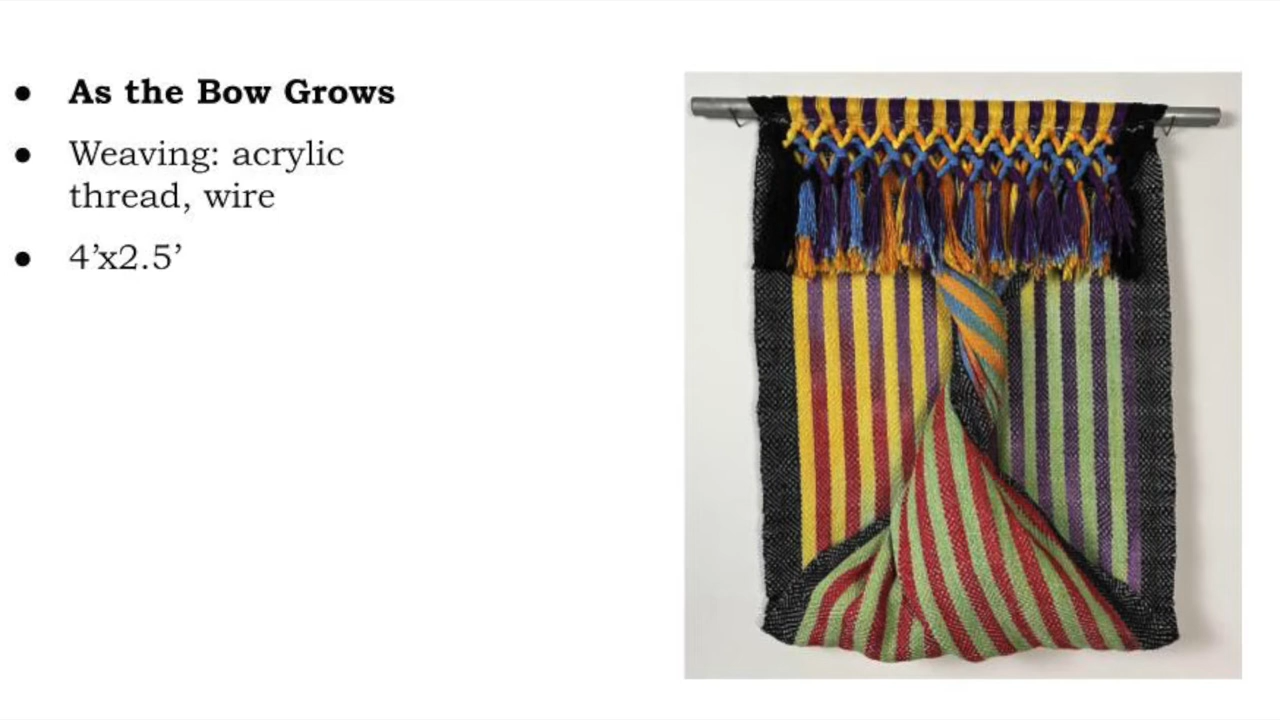 ● As the Bow Grows
● Weaving: acrylic
thread, wire
● 4’x2.5’